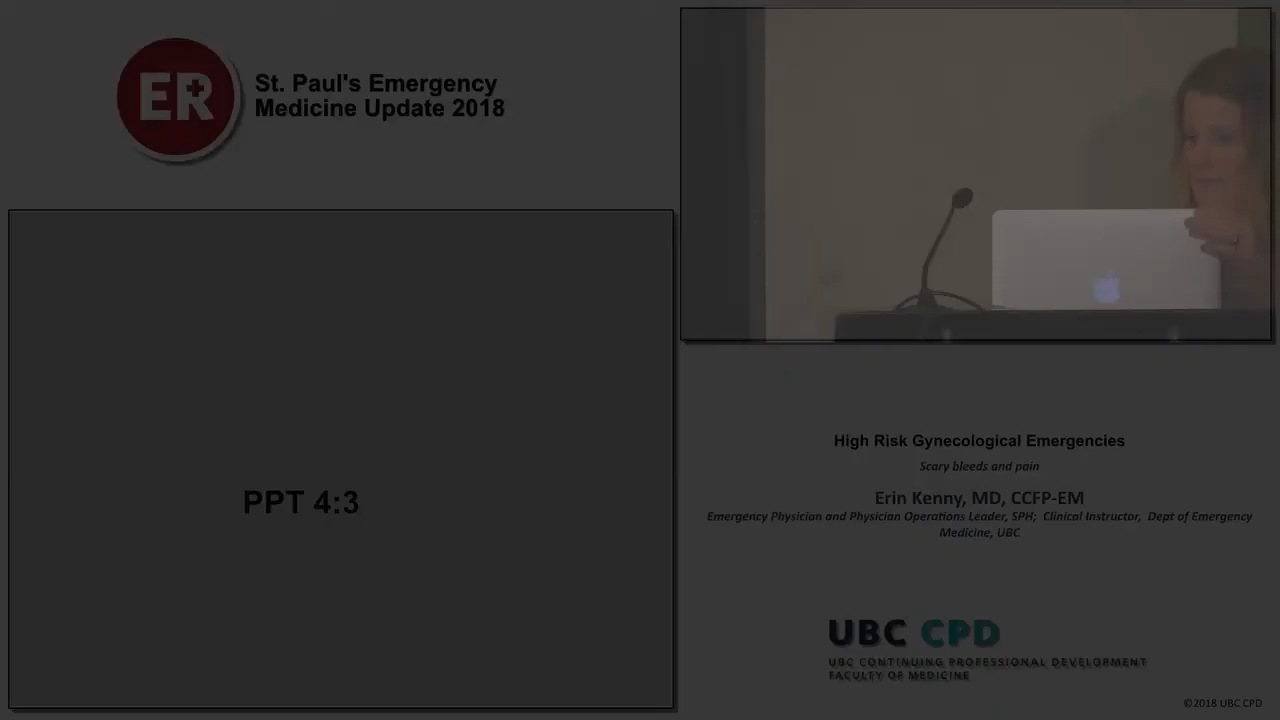 ER
St. Paul's Emergency
Medicine Update 2018
PPT 4:3
High Risk Gynecological Emergencies
Scary bleeds and pain
Erin Kenny, MD, CCFP-EM
Emergency Physician and Physician Operations Leader, SPH; Clinical Instructor, Dept of Emergency
Medicine, UBC
UBC CPD
UBC CONTINUING PROFESSIONAL DEVELOPMENT
FACULTY OF MEDICINE
©2018 UBC CPD